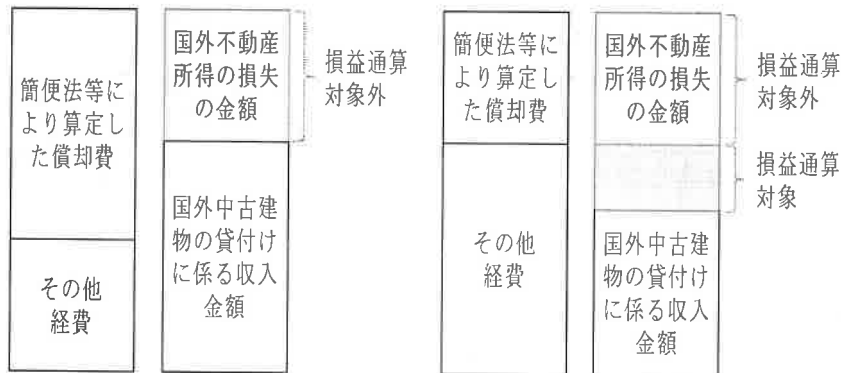 簡便法等に
より算定し
た償却費
その他
経費
国外不動産
所得の損失
の金額
国外中古建
物の貸付け
に係る収入
金額
損益通算
対象外
簡便法等に
より算定し
た償却費
その他
経費
国外不動産
所得の損失
の金額
国外中古建
物の貸付け
に係る収入
金額
損益通算
対象外
損益通算
対象